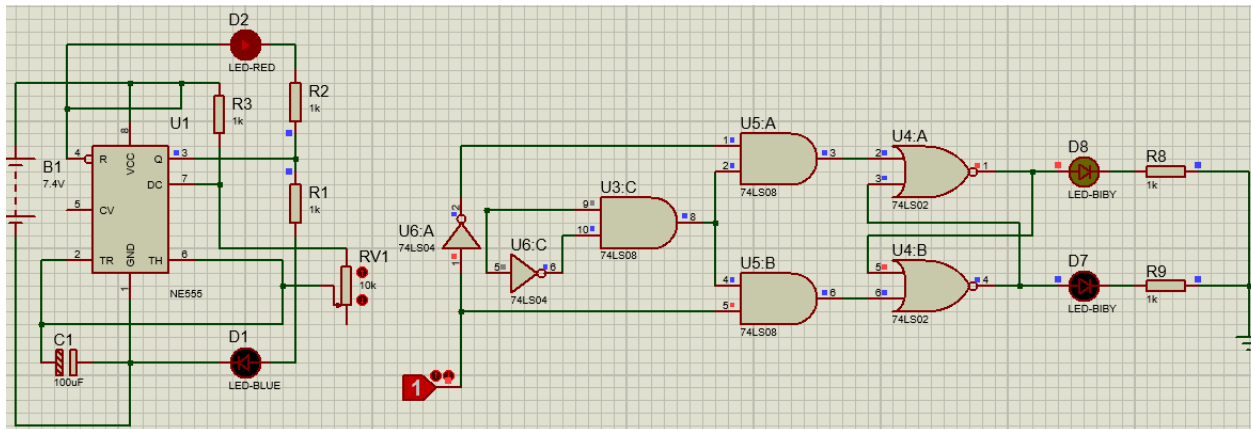 D2
LED-RED
R2
1k
R3
1k
U1
8
VCC
4
R
Q
3
DC
7
B1
7.4V
5
CV
2
TR
GND
TH
6
1
NE555
R1
1k
RV1
10k
C1
100uF
D1
LED-BLUE
U5:A
1
2
3
74LS08
U4:A
2
3
1
74LS02
D8
LED-BIBY
R8
1k
U3:C
9
10
8
74LS08
2
U6:A
74LS04
1
U6:C
5
6
74LS04
U5:B
4
5
6
74LS08
U4:B
5
6
4
74LS02
D7
LED-BIBY
R9
1k
1